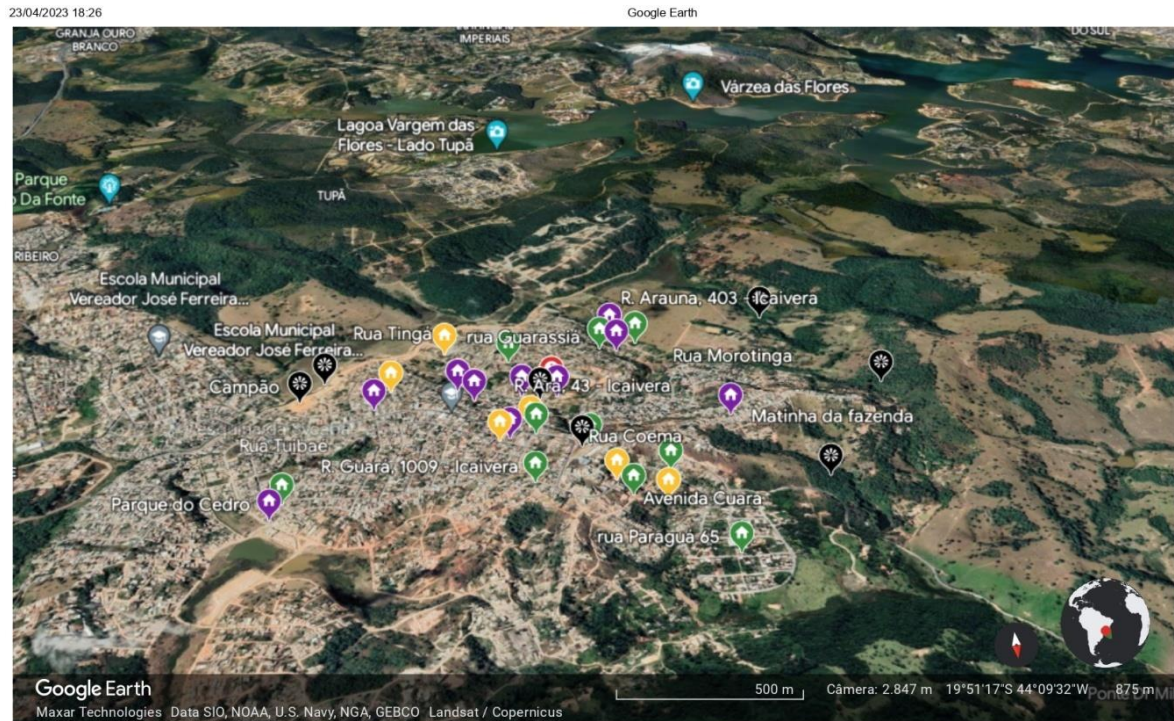 23/04/2023 18:26
Google Earth
GRANJA OURO
BRANCO
IMPERIAIS
DO SUL
Várzea das Flores
Lagoa Vargem das
Flores - Lado Tupã
Parque
Da Fonte
TUPÃ
RIBEIRO
Escola Municipal
Vereador José Ferreira...
R. Arauna, 403 - Icaivera
Escola Municipal
Vereador José Ferreira...
Rua Tingá
rua Guarassiá
Rua Morotinga
Campão
R. Ara, 43 - Icaivera
Matinha da fazenda
Rua Tuibae
Rua Coema
R. Guara, 1009 - Icaivera
Parque do Cedro
Avenida Cuara
rua Paraguá 65
Google Earth
500 m
Câmera: 2.847 m 19°51'17"S 44°09'32"W
875 m
Maxar Technologies Data SIO, NOAA, U.S. Navy, NGA, GEBCO Landsat / Copernicus